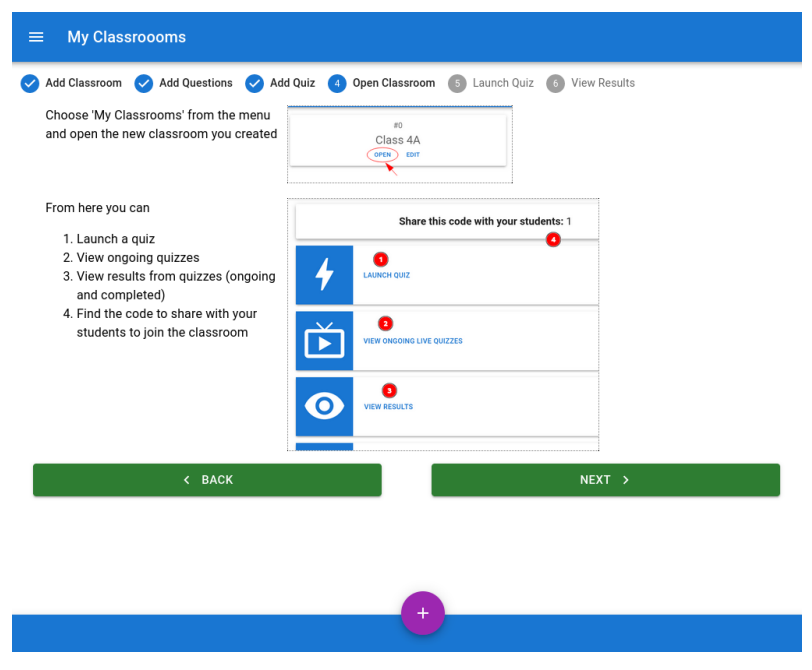 My Classroooms
Add Classroom
Add Questions
Add Quiz
4 Open Classroom
5 Launch Quiz
6 View Results
Choose 'My Classrooms' from the menu
and open the new classroom you created
#0
Class 4A
OPEN EDIT
From here you can
1. Launch a quiz
2. View ongoing quizzes
3. View results from quizzes (ongoing
and completed)
4. Find the code to share with your
students to join the classroom
Share this code with your students: 1
4
1
LAUNCH QUIZ
2
VIEW ONGOING LIVE QUIZZES
3
VIEW RESULTS
BACK
NEXT
+